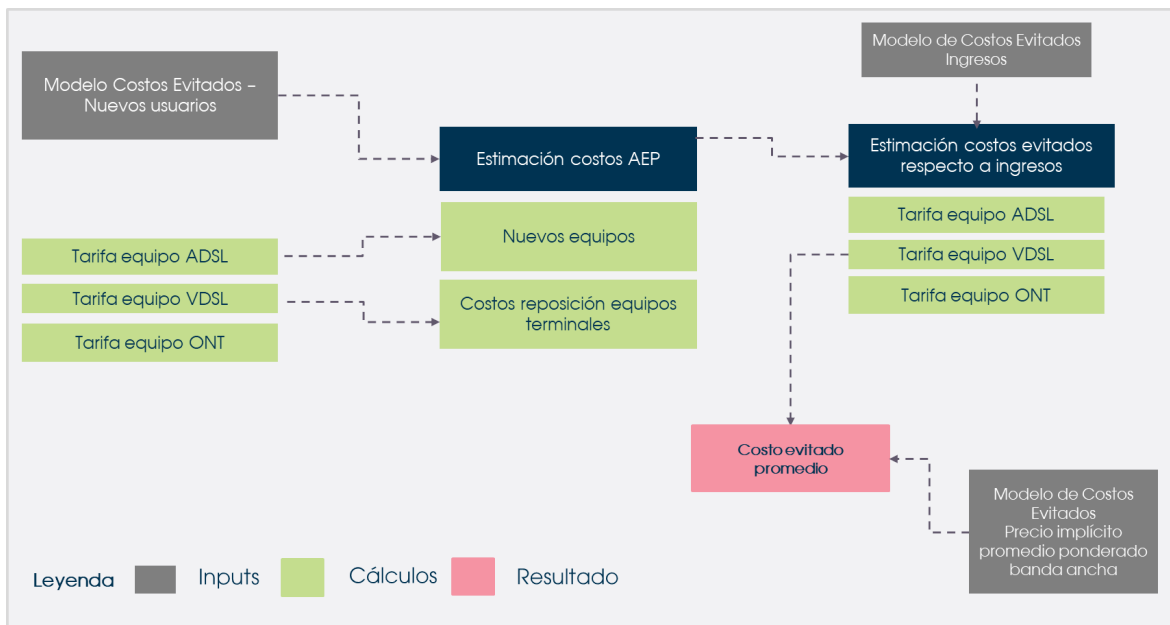 Modelo Costos Evitados –
Nuevos usuarios
Modelo de Costos Evitados
Ingresos
Estimación costos AEP
Estimación costos evitados
respecto a ingresos
Tarifa equipo ADSL
Tarifa equipo VDSL
Tarifa equipo ONT
Nuevos equipos
Costos reposición equipos
terminales
Tarifa equipo ADSL
Tarifa equipo VDSL
Tarifa equipo ONT
Costo evitado
promedio
Modelo de Costos
Evitados
Precio implícito
promedio ponderado
banda ancha
Leyenda
Inputs
Cálculos
Resultado